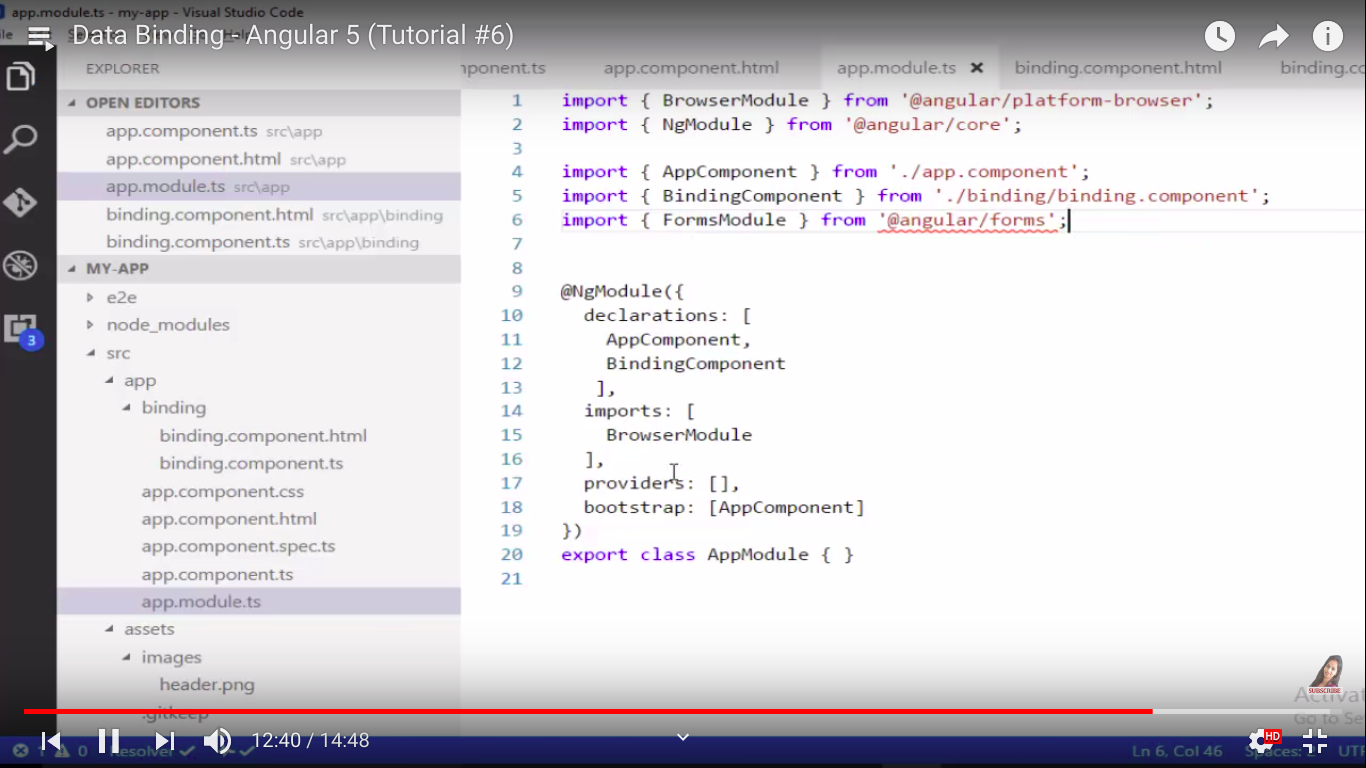 app.module.ts - my-app - Visual Studio Code
Data Binding - Angular 5 (Tutorial #6)
EXPLORER
OPEN EDITORS
app.component.ts src\app
app.component.html src\app
app.module.ts src\app
binding.component.html src\app\binding
binding.component.ts src\app\binding
MY-APP
e2e
node_modules
src
app
binding
binding.component.html
binding.component.ts
app.component.css
app.component.html
app.component.spec.ts
app.component.ts
app.module.ts
assets
images
header.png
.gitkeep
3
nponent.ts app.component.html app.module.ts binding.component.html binding.cc
1 import { BrowserModule } from '@angular/platform-browser';
2 import { NgModule } from '@angular/core';
3
4 import { AppComponent } from './app.component';
5 import { BindingComponent } from './binding/binding.component';
6 import { FormsModule } from '@angular/forms';
7
8
9 @NgModule({
10 declarations: [
11 AppComponent,
12 BindingComponent
13 ],
14 imports: [
15 BrowserModule
16 ],
17 providers: [],
18 bootstrap: [AppComponent]
19 })
20 export class AppModule { }
21
SUBSCRIBE
Activat
Go to Se
12:40 / 14:48
HD
0
Ln 6, Col 46 Spaces: 2 UTF